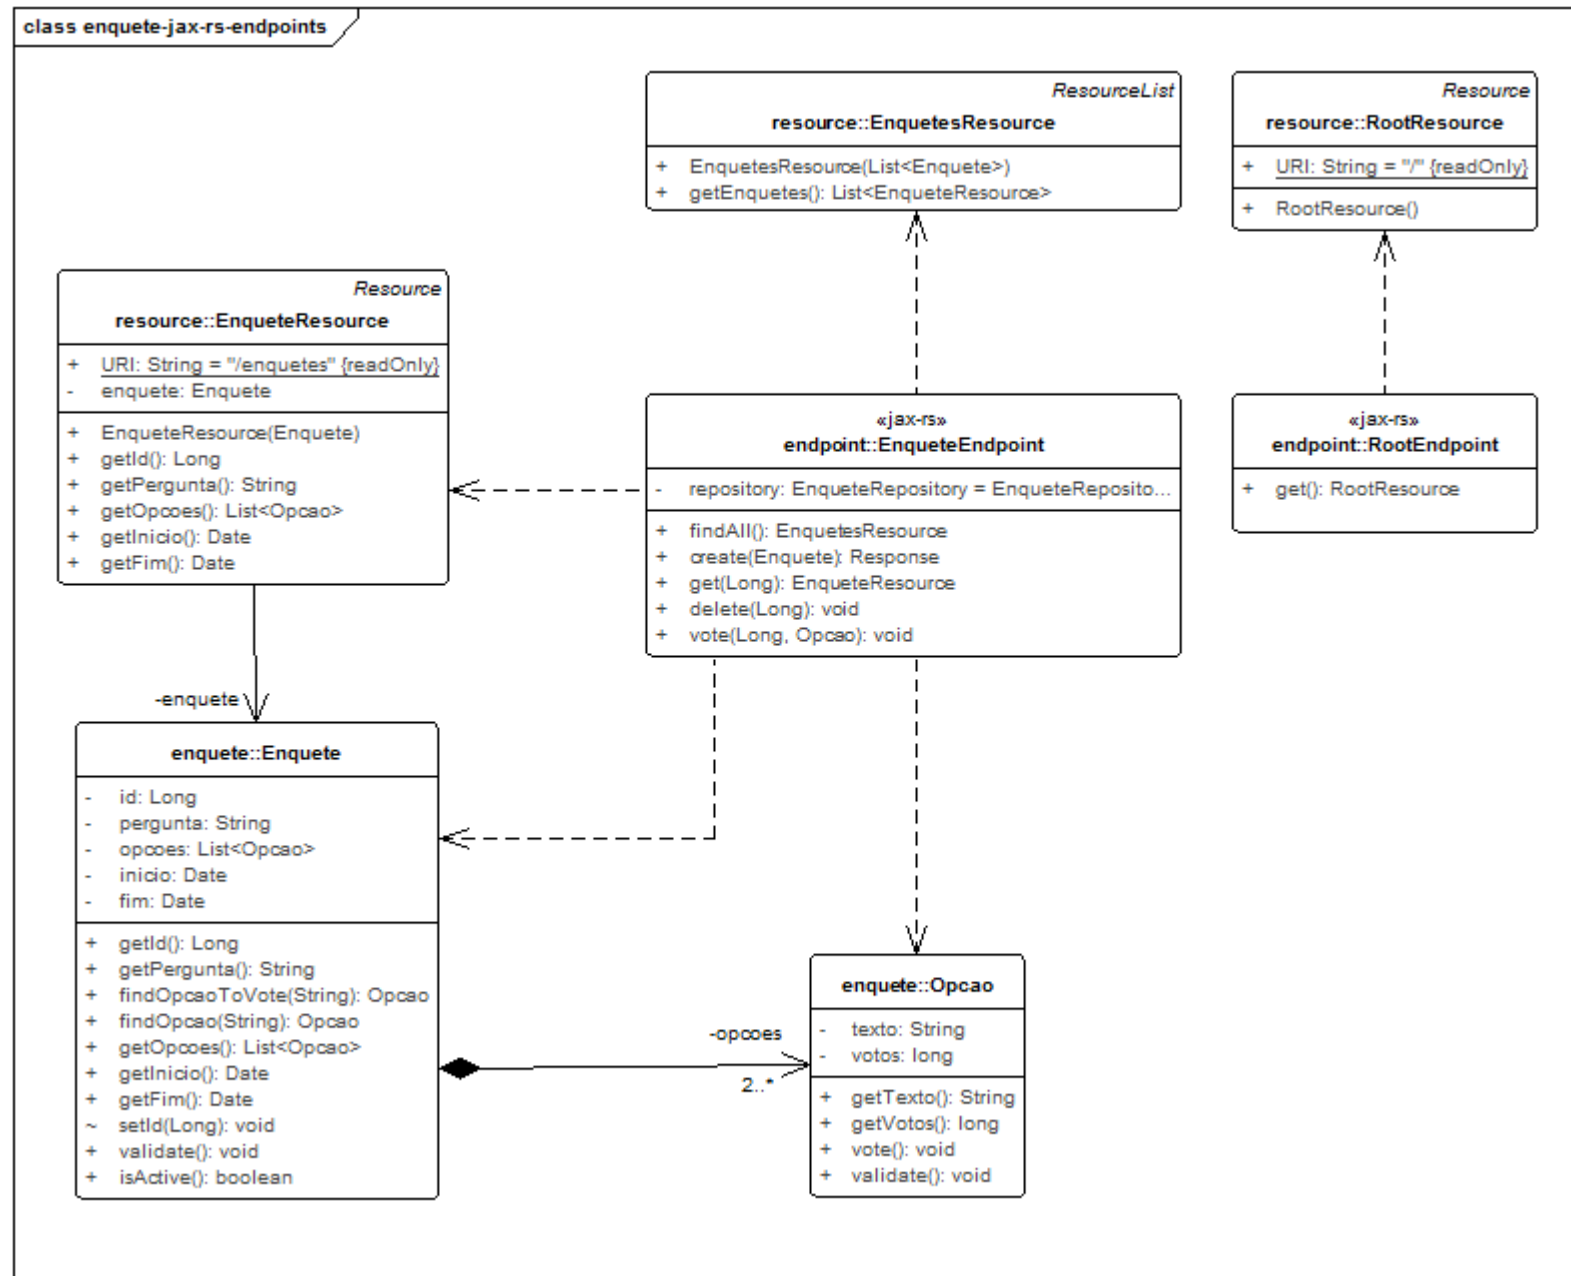 class enquete-jax-rs-endpoints
ResourceList
resource::EnquetesResource
+ EnquetesResource(List<Enquete>)
+ getEnquetes(): List<EnqueteResource>
Resource
resource::RootResource
+ URI: String = "/" {readOnly}
+ RootResource()
Resource
resource::EnqueteResource
+ URI: String = "/enquetes" {readOnly}
- enquete: Enquete
+ EnqueteResource(Enquete)
+ getId(): Long
+ getPergunta(): String
+ getOpcoes(): List<Opcao>
+ getInicio(): Date
+ getFim(): Date
«jax-rs»
endpoint::EnqueteEndpoint
- repository: EnqueteRepository = EnqueteReposito...
+ findAll(): EnquetesResource
+ create(Enquete): Response
+ get(Long): EnqueteResource
+ delete(Long): void
+ vote(Long, Opcao): void
«jax-rs»
endpoint::RootEndpoint
+ get(): RootResource
-enquete
enquete::Enquete
- id: Long
- pergunta: String
- opcoes: List<Opcao>
- inicio: Date
- fim: Date
+ getId(): Long
+ getPergunta(): String
+ findOpcaoToVote(String): Opcao
+ findOpcao(String): Opcao
+ getOpcoes(): List<Opcao>
+ getInicio(): Date
+ getFim(): Date
~ setId(Long): void
+ validate(): void
+ isActive(): boolean
-opcoes
2..*
enquete::Opcao
- texto: String
- votos: long
+ getTexto(): String
+ getVotos(): long
+ vote(): void
+ validate(): void